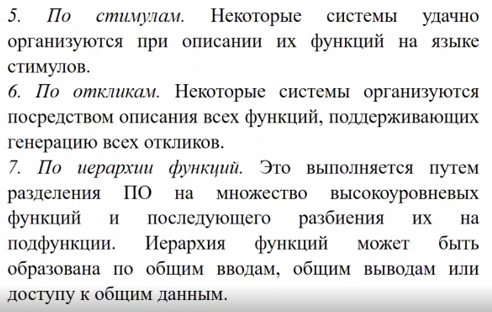 5. По стимулам. Некоторые системы удачно
организуются при описании их функций на языке
стимулов.
6. По откликам. Некоторые системы организуются
посредством описания всех функций, поддерживающих
генерацию всех откликов.
7. По иерархии функций. Это выполняется путем
разделения ПО на множество высокоуровневых
функций и последующего разбиения их на
подфункции. Иерархия функций может быть
образована по общим вводам, общим выводам или
доступу к общим данным.